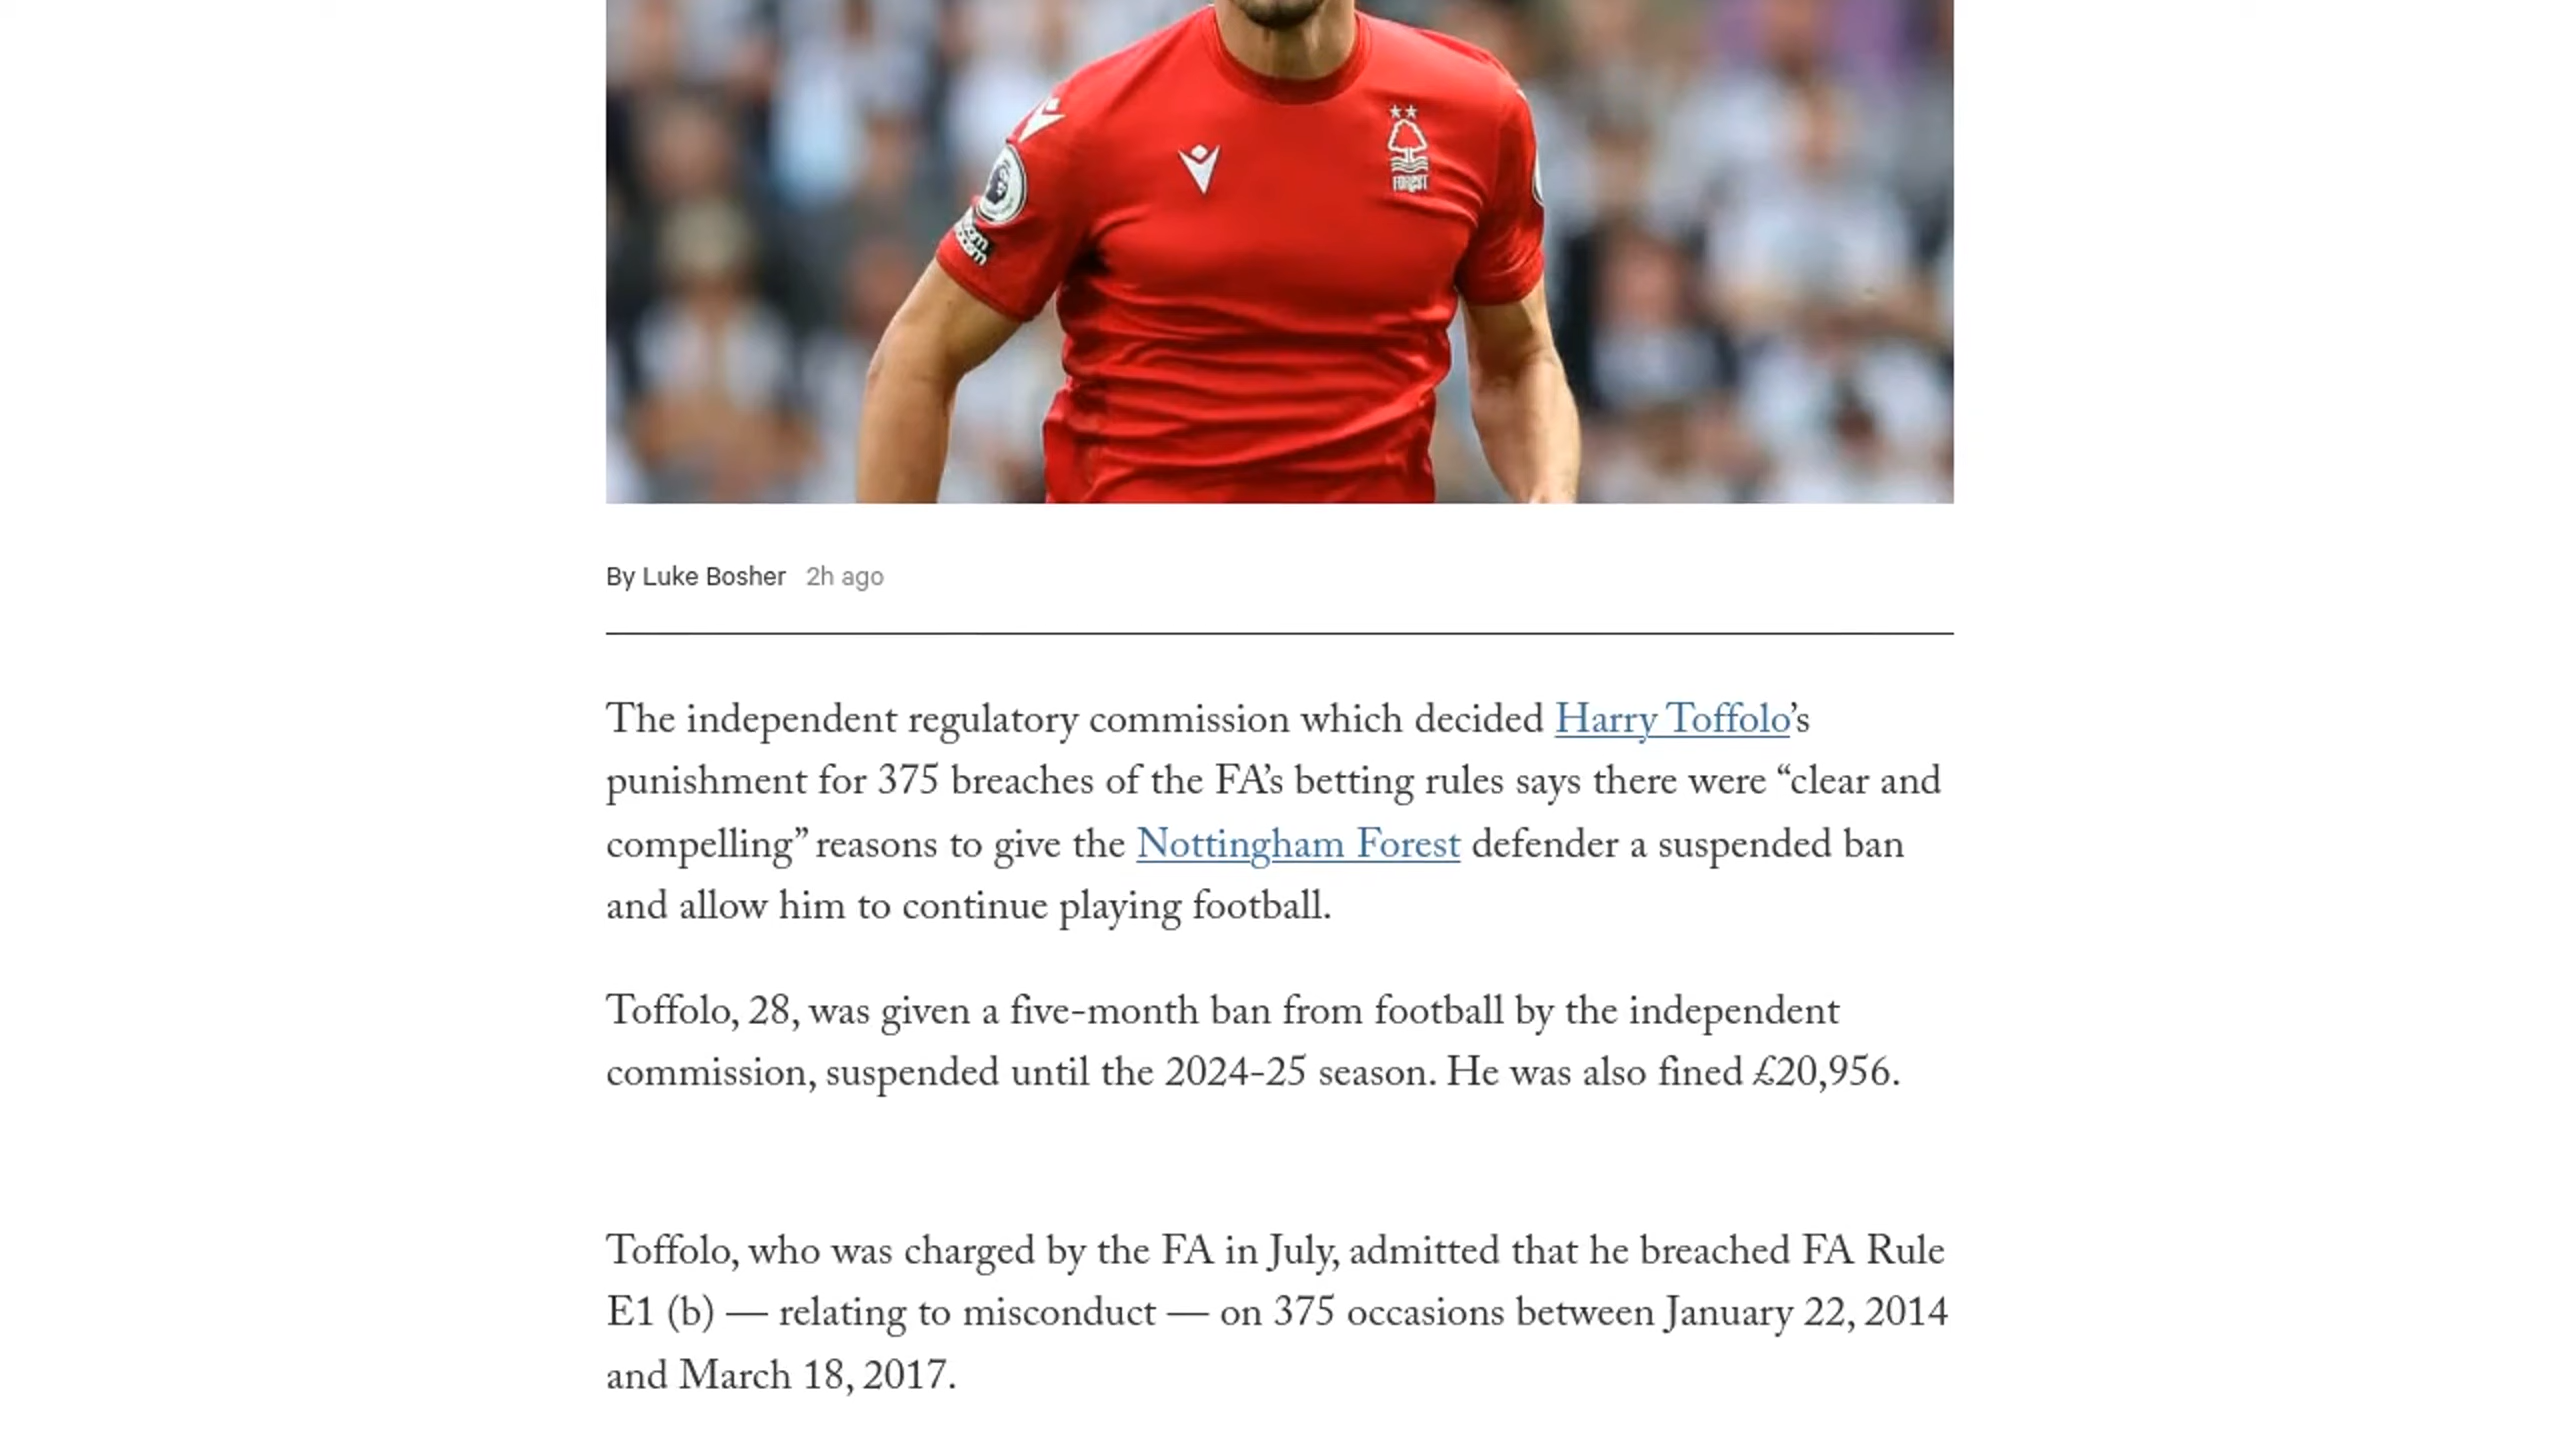 FOREST
By Luke Bosher 2h ago
The independent regulatory commission which decided Harry Toffolo’s
punishment for 375 breaches of the FA’s betting rules says there were “clear and
compelling” reasons to give the Nottingham Forest defender a suspended ban
and allow him to continue playing football.
Toffolo, 28, was given a five-month ban from football by the independent
commission, suspended until the 2024-25 season. He was also fined £20,956.
Toffolo, who was charged by the FA in July, admitted that he breached FA Rule
E1 (b) — relating to misconduct — on 375 occasions between January 22, 2014
and March 18, 2017.